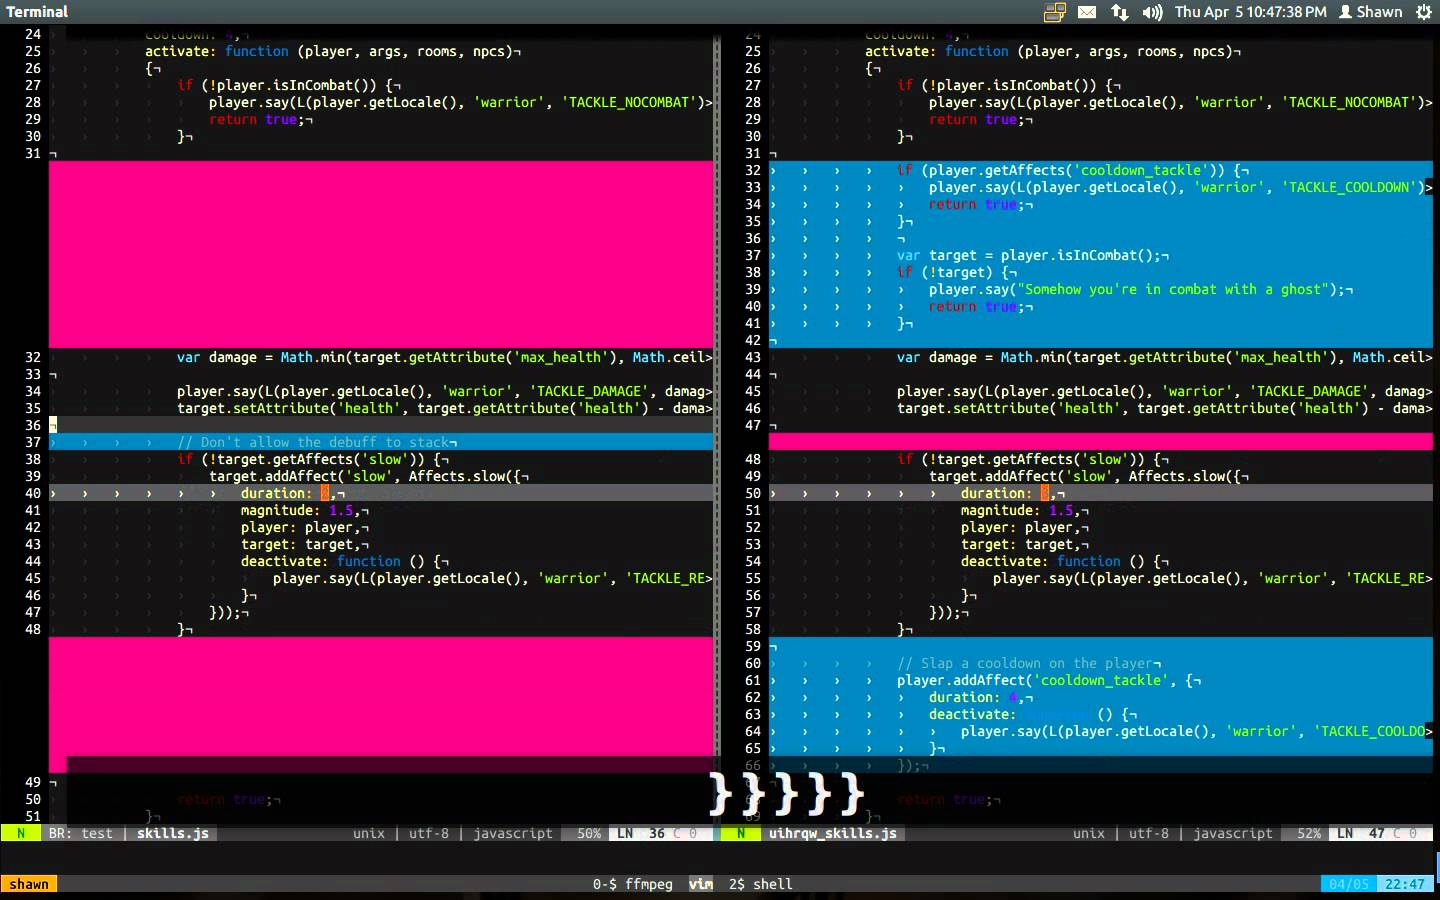 Terminal
Thu Apr 5 10:47:38 PM Shawn
24 cooldown: 4,¬
25 activate: function (player, args, rooms, npcs)¬
26 {¬
27 if (!player.isInCombat()) {¬
28 player.say(L(player.getLocale(), 'warrior', 'TACKLE_NOCOMBAT')>
29 return true;¬
30 }¬
31 ¬
32 var damage = Math.min(target.getAttribute('max_health'), Math.ceil>
33 ¬
34 player.say(L(player.getLocale(), 'warrior', 'TACKLE_DAMAGE', damag>
35 target.setAttribute('health', target.getAttribute('health') - dama>
36 ¬
37 // Don't allow the debuff to stack¬
38 if (!target.getAffects('slow')) {¬
39 target.addAffect('slow', Affects.slow({¬
40 duration: ,¬
41 magnitude: 1.5,¬
42 player: player,¬
43 target: target,¬
44 deactivate: function () {¬
45 player.say(L(player.getLocale(), 'warrior', 'TACKLE_RE>
46 }¬
47 }));¬
48 }¬
49 ¬
50 return true;¬
51 }¬
N BR: test | skills.js unix | utf-8 | javascript 50% LN 36 C 0
24 cooldown: 4,¬
25 activate: function (player, args, rooms, npcs)¬
26 {¬
27 if (!player.isInCombat()) {¬
28 player.say(L(player.getLocale(), 'warrior', 'TACKLE_NOCOMBAT')>
29 return true;¬
30 }¬
31 ¬
32 if (player.getAffects('cooldown_tackle')) {¬
33 player.say(L(player.getLocale(), 'warrior', 'TACKLE_COOLDOWN')>
34 return true;¬
35 }¬
36 ¬
37 var target = player.isInCombat();¬
38 if (!target) {¬
39 player.say("Somehow you're in combat with a ghost");¬
40 return true;¬
41 }¬
42 ¬
43 var damage = Math.min(target.getAttribute('max_health'), Math.ceil>
44 ¬
45 player.say(L(player.getLocale(), 'warrior', 'TACKLE_DAMAGE', damag>
46 target.setAttribute('health', target.getAttribute('health') - dama>
47 ¬
48 if (!target.getAffects('slow')) {¬
49 target.addAffect('slow', Affects.slow({¬
50 duration: ,¬
51 magnitude: 1.5,¬
52 player: player,¬
53 target: target,¬
54 deactivate: function () {¬
55 player.say(L(player.getLocale(), 'warrior', 'TACKLE_RE>
56 }¬
57 }));¬
58 }¬
59 ¬
60 // Slap a cooldown on the player¬
61 player.addAffect('cooldown_tackle', {¬
62 duration: 4,¬
63 deactivate: () {¬
64 player.say(L(player.getLocale(), 'warrior', 'TACKLE_COOLDO>
65 }¬
66 });¬
return true;¬
69 }¬
N uihrqw_skills.js unix | utf-8 | javascript 52% LN 47 C 0
}}}}}
shawn 0-$ ffmpeg vim 2$ shell 04/05 22:47